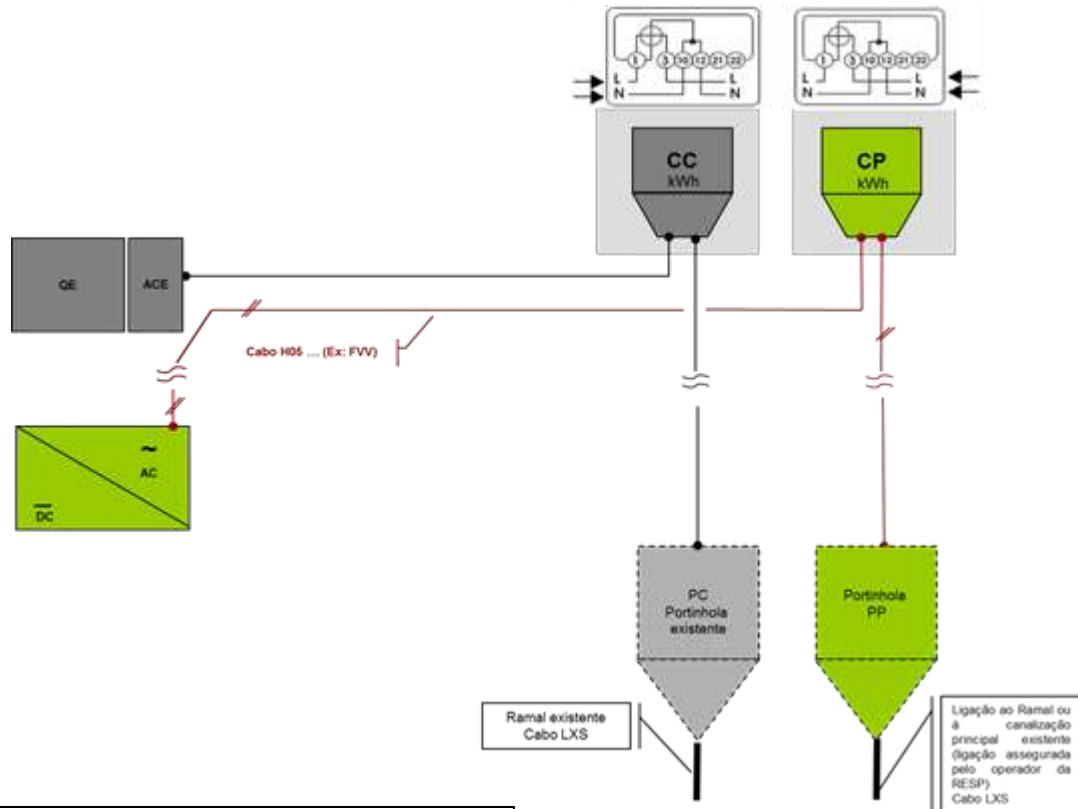 1 3 10 12 21 22
L L
N N
1 3 10 12 21 22
L L
N N
CC
kWh
CP
kWh
QE
ACE
Cabo H05 ... (Ex: FVV)
~
AC
DC
PC
Portinhola
existente
Portinhola
PP
Ramal existente
Cabo LXS
Ligação ao Ramal ou
à canalização
principal existente
(ligação assegurada
pelo operador da
RESP)
Cabo LXS